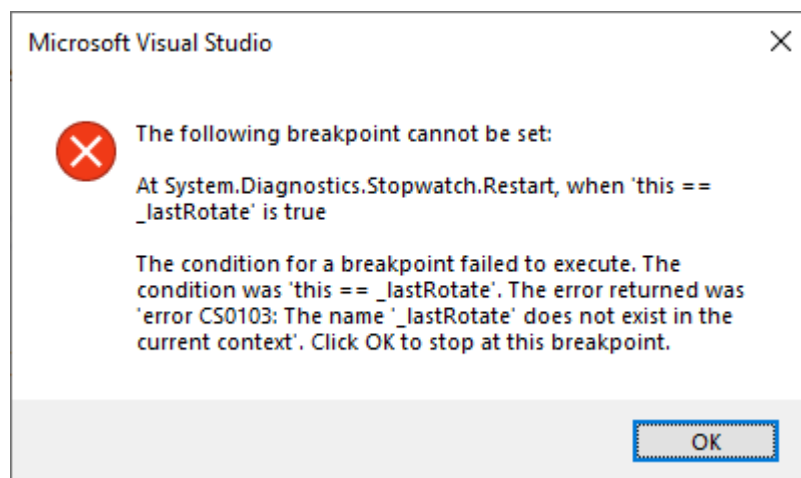 Microsoft Visual Studio
The following breakpoint cannot be set:
At System.Diagnostics.Stopwatch.Restart, when 'this ==
_lastRotate' is true
The condition for a breakpoint failed to execute. The
condition was 'this == _lastRotate'. The error returned was
'error CS0103: The name '_lastRotate' does not exist in the
current context'. Click OK to stop at this breakpoint.
OK